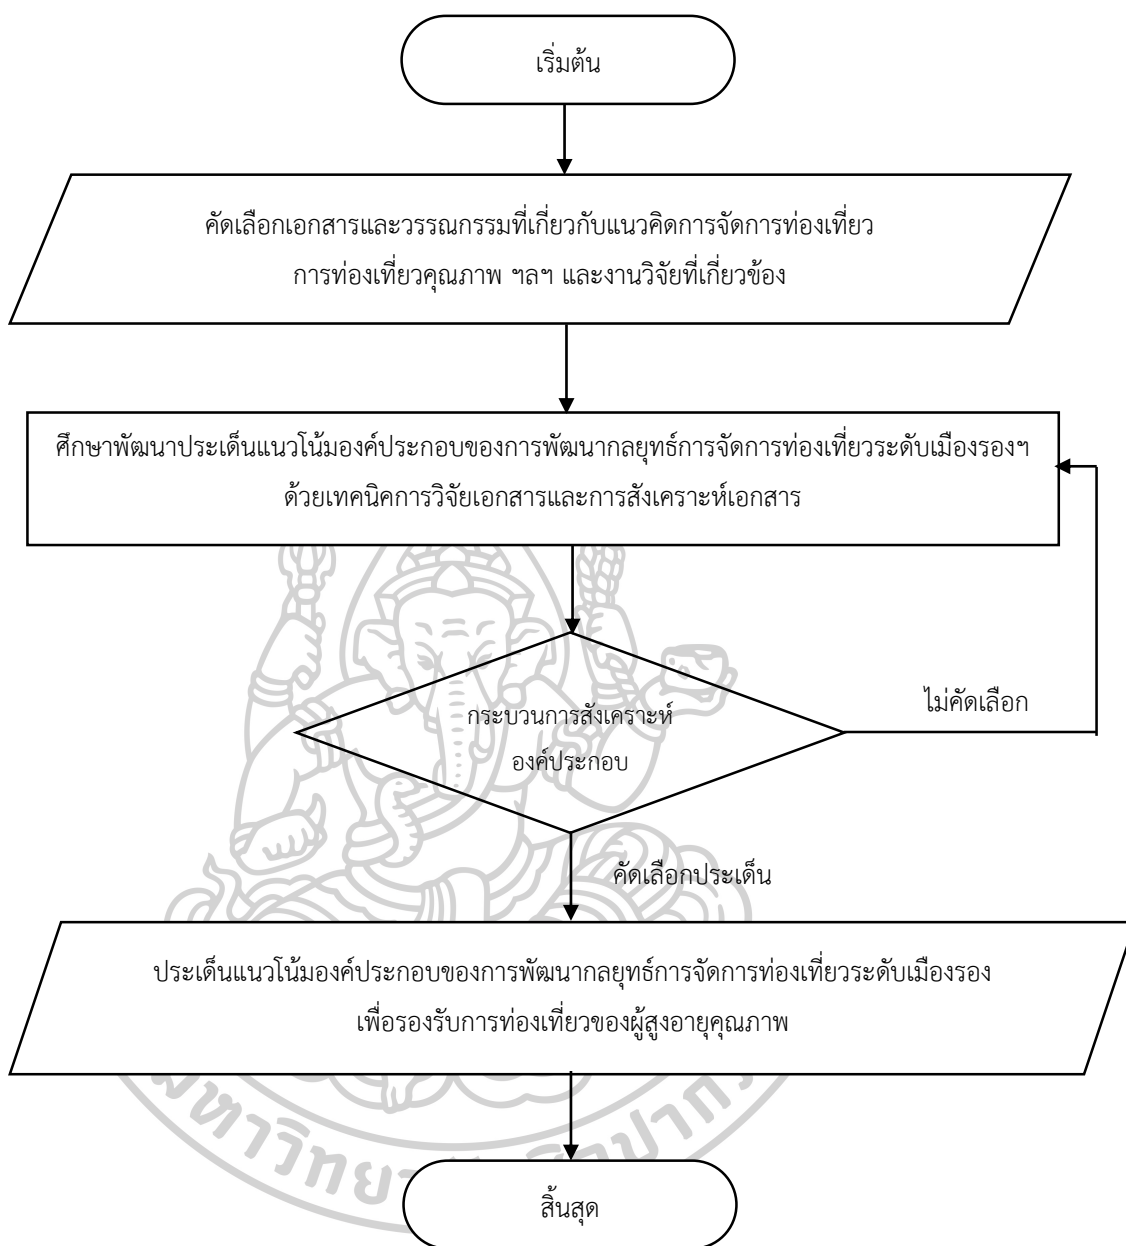 เริ่มต้น
คัดเลือกเอกสารและวรรณกรรมที่เกี่ยวกับแนวคิดการจัดการท่องเที่ยว
การท่องเที่ยวคุณภาพ ฯลฯ และงานวิจัยที่เกี่ยวข้อง
ศึกษาพัฒนาประเด็นแนวโน้มองค์ประกอบของการพัฒนากลยุทธ์การจัดการท่องเที่ยวระดับเมืองรองฯ
ด้วยเทคนิคการวิจัยเอกสารและการสังเคราะห์เอกสาร
ไม่คัดเลือก
กระบวนการสังเคราะห์
องค์ประกอบ
คัดเลือกประเด็น
ประเด็นแนวโน้มองค์ประกอบของการพัฒนากลยุทธ์การจัดการท่องเที่ยวระดับเมืองรอง
เพื่อรองรับการท่องเที่ยวของผู้สูงอายุคุณภาพ
สิ้นสุด